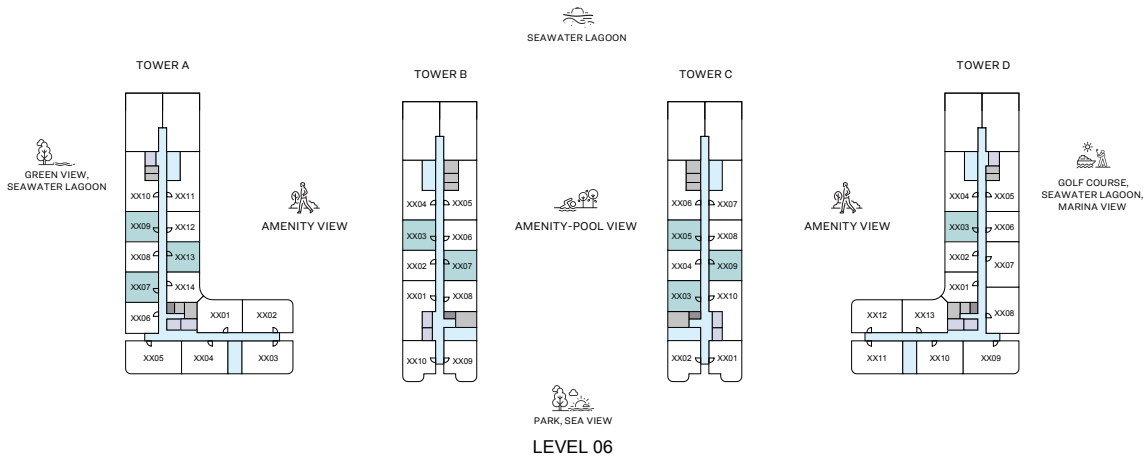 SEAWATER LAGOON
TOWER A
TOWER B
TOWER C
TOWER D
GREEN VIEW,
SEAWATER LAGOON
AMENITY VIEW
AMENITY-POOL VIEW
AMENITY VIEW
GOLF COURSE,
SEAWATER LAGOON,
MARINA VIEW
XX10 XX11
XX09 XX12
XX08 XX13
XX07 XX14
XX06
XX01 XX02
XX05 XX04 XX03
XX04 XX05
XX03 XX06
XX02 XX07
XX01 XX08
XX10 XX09
XX06 XX07
XX05 XX08
XX04 XX09
XX03 XX10
XX02 XX01
XX04 XX05
XX03 XX06
XX02 XX07
XX01
XX08
XX12 XX13
XX11 XX10 XX09
PARK, SEA VIEW
LEVEL 06